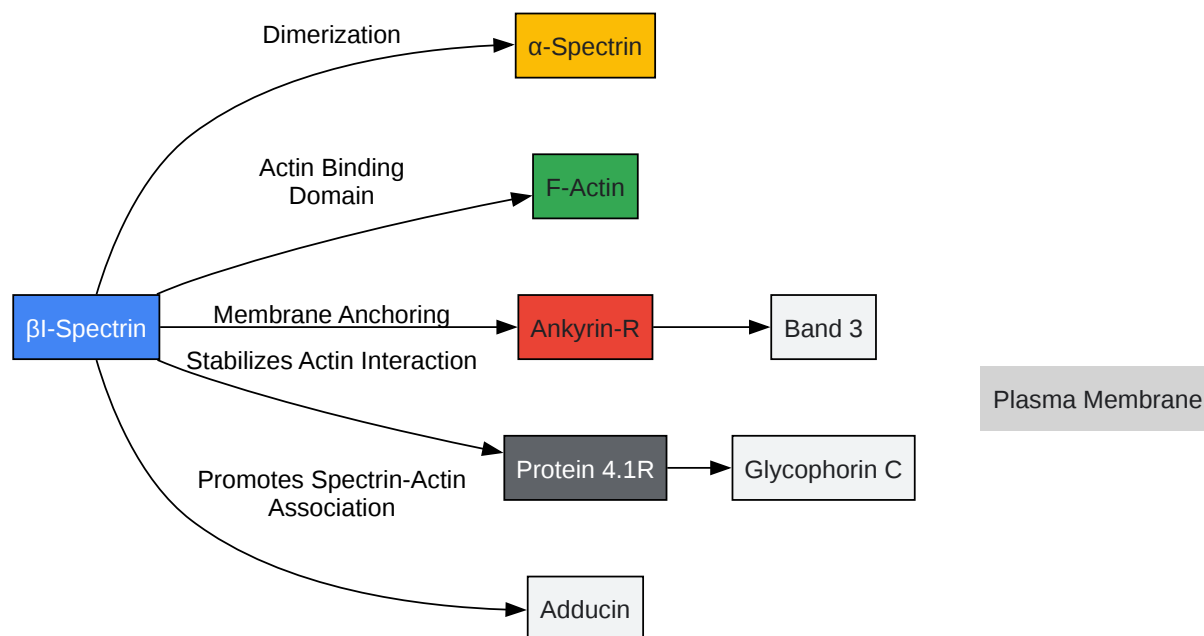 Dimerization
α-Spectrin
Actin Binding
Domain
F-Actin
βI-Spectrin
Membrane Anchoring
Ankyrin-R
Band 3
Stabilizes Actin Interaction
Plasma Membrane
Protein 4.1R
Glycophorin C
Promotes Spectrin-Actin
Association
Adducin